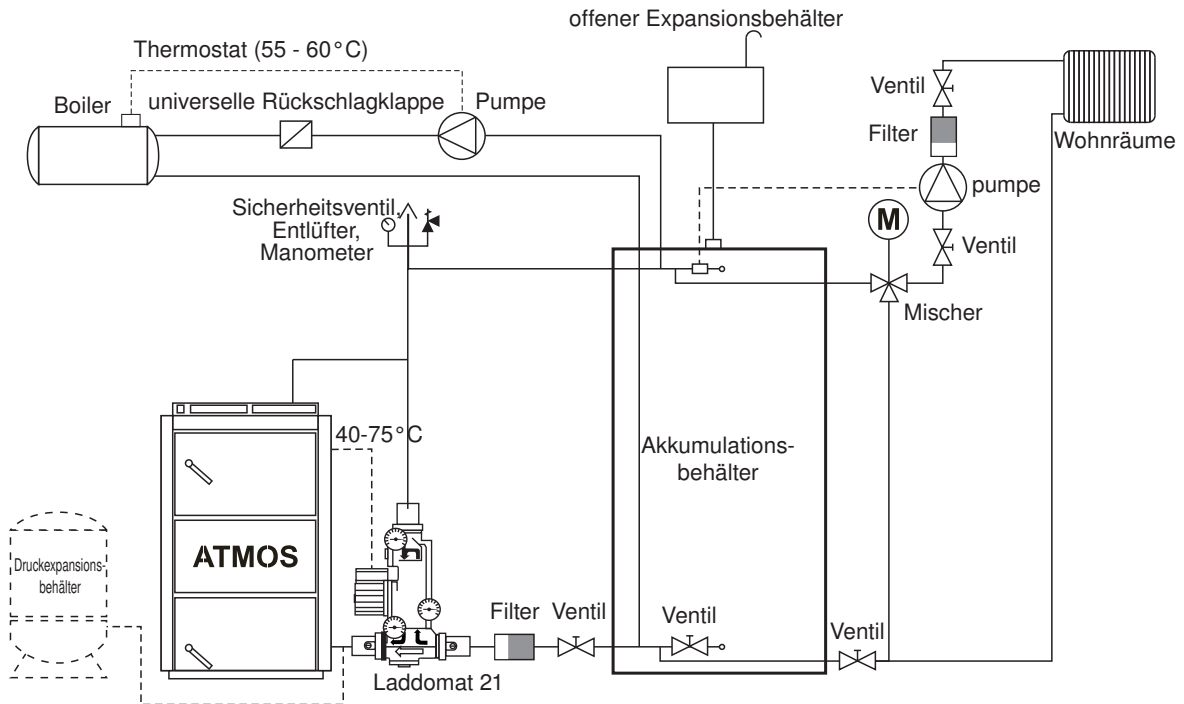 offener Expansionsbehälter
Thermostat (55 - 60°C)
Boiler
universelle Rückschlagklappe
Pumpe
Ventil
Filter
Wohnräume
pumpe
Sicherheitsventil,
Entlüfter,
Manometer
M
Ventil
Mischer
40-75°C
Akkumulations-
behälter
ATMOS
Druckexpansions-
behälter
Filter
Ventil
Ventil
Ventil
Laddomat 21